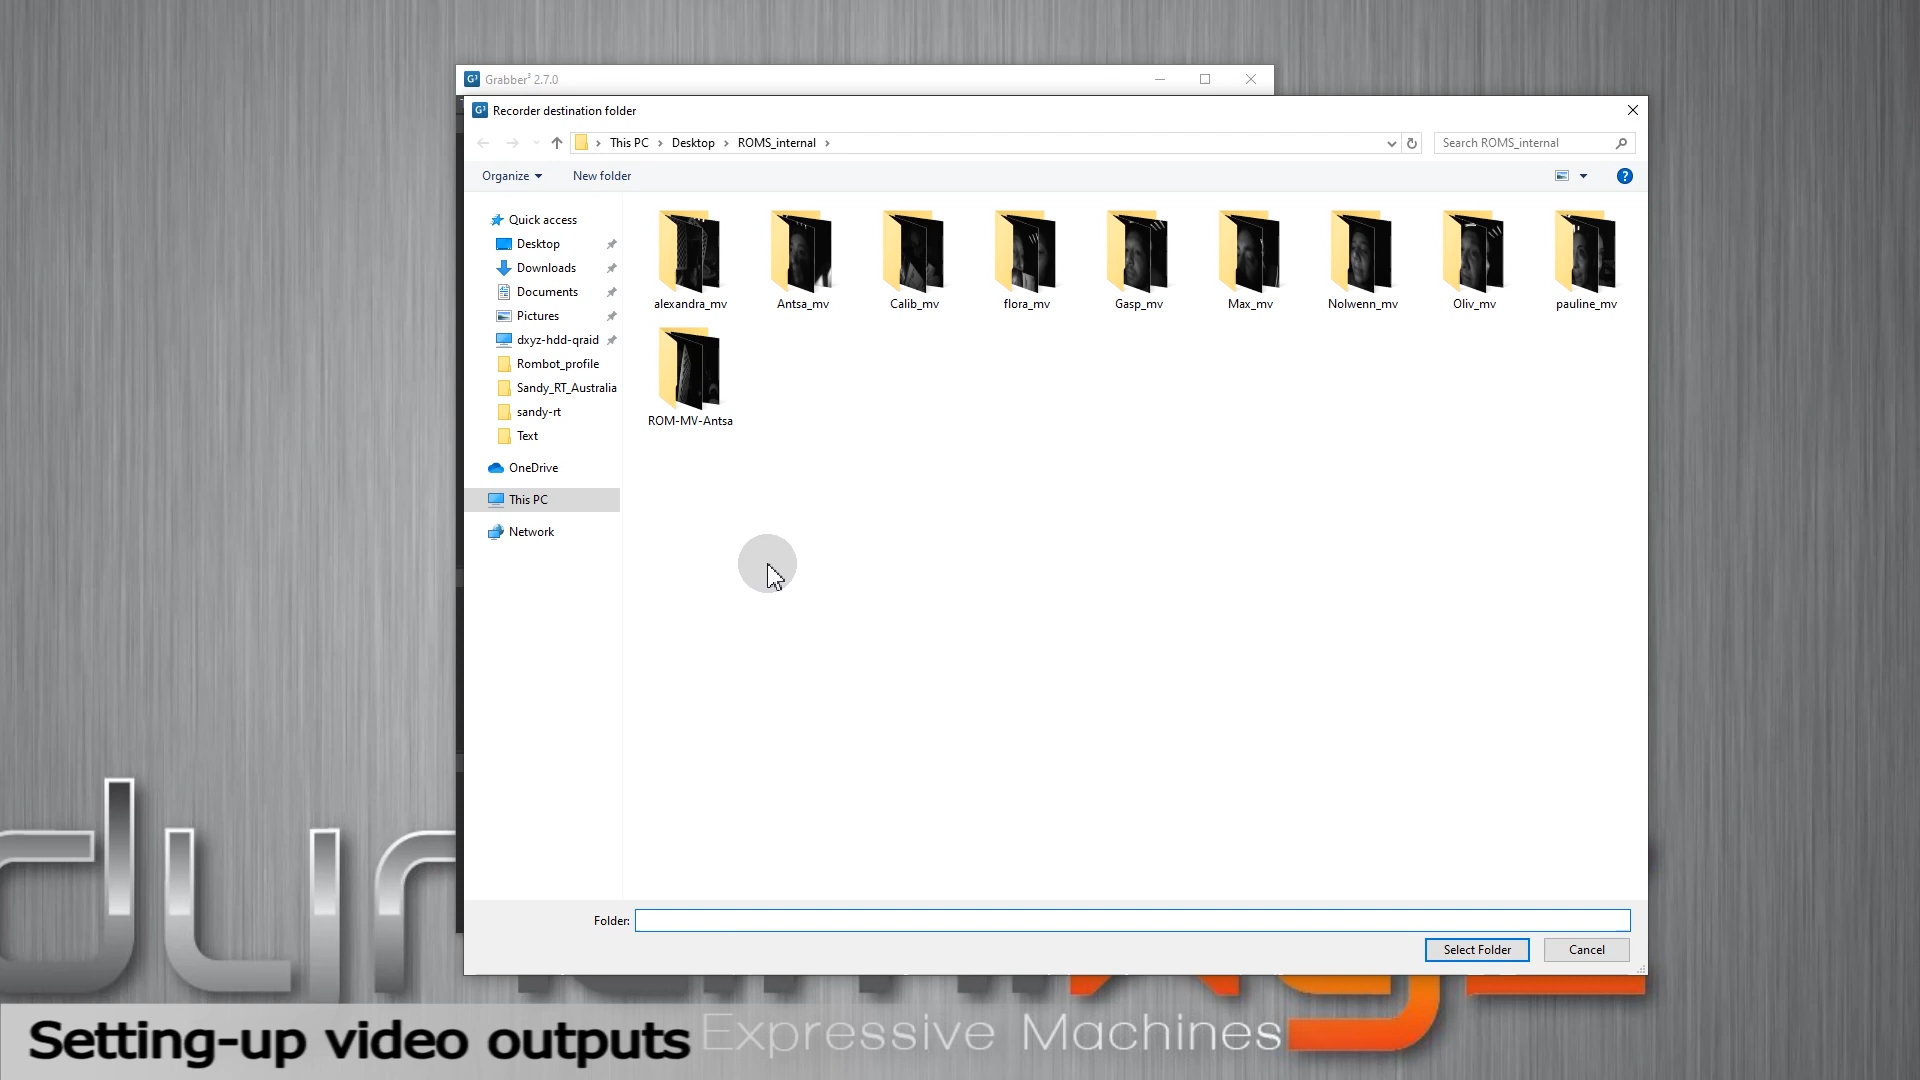 G³ Grabber³ 2.7.0
G³ Recorder destination folder
This PC > Desktop > ROMS_internal >
Search ROMS_internal
Organize
New folder
?
Quick access
Desktop
Downloads
Documents
Pictures
dxyz-hdd-qraid
Rombot_profile
Sandy_RT_Australia
sandy-rt
Text
OneDrive
This PC
Network
alexandra_mv
Antsa_mv
Calib_mv
flora_mv
Gasp_mv
Max_mv
Nolwenn_mv
Oliv_mv
pauline_mv
ROM-MV-Antsa
Folder:
Select Folder
Cancel
Setting-up video outputs
Expressive Machines